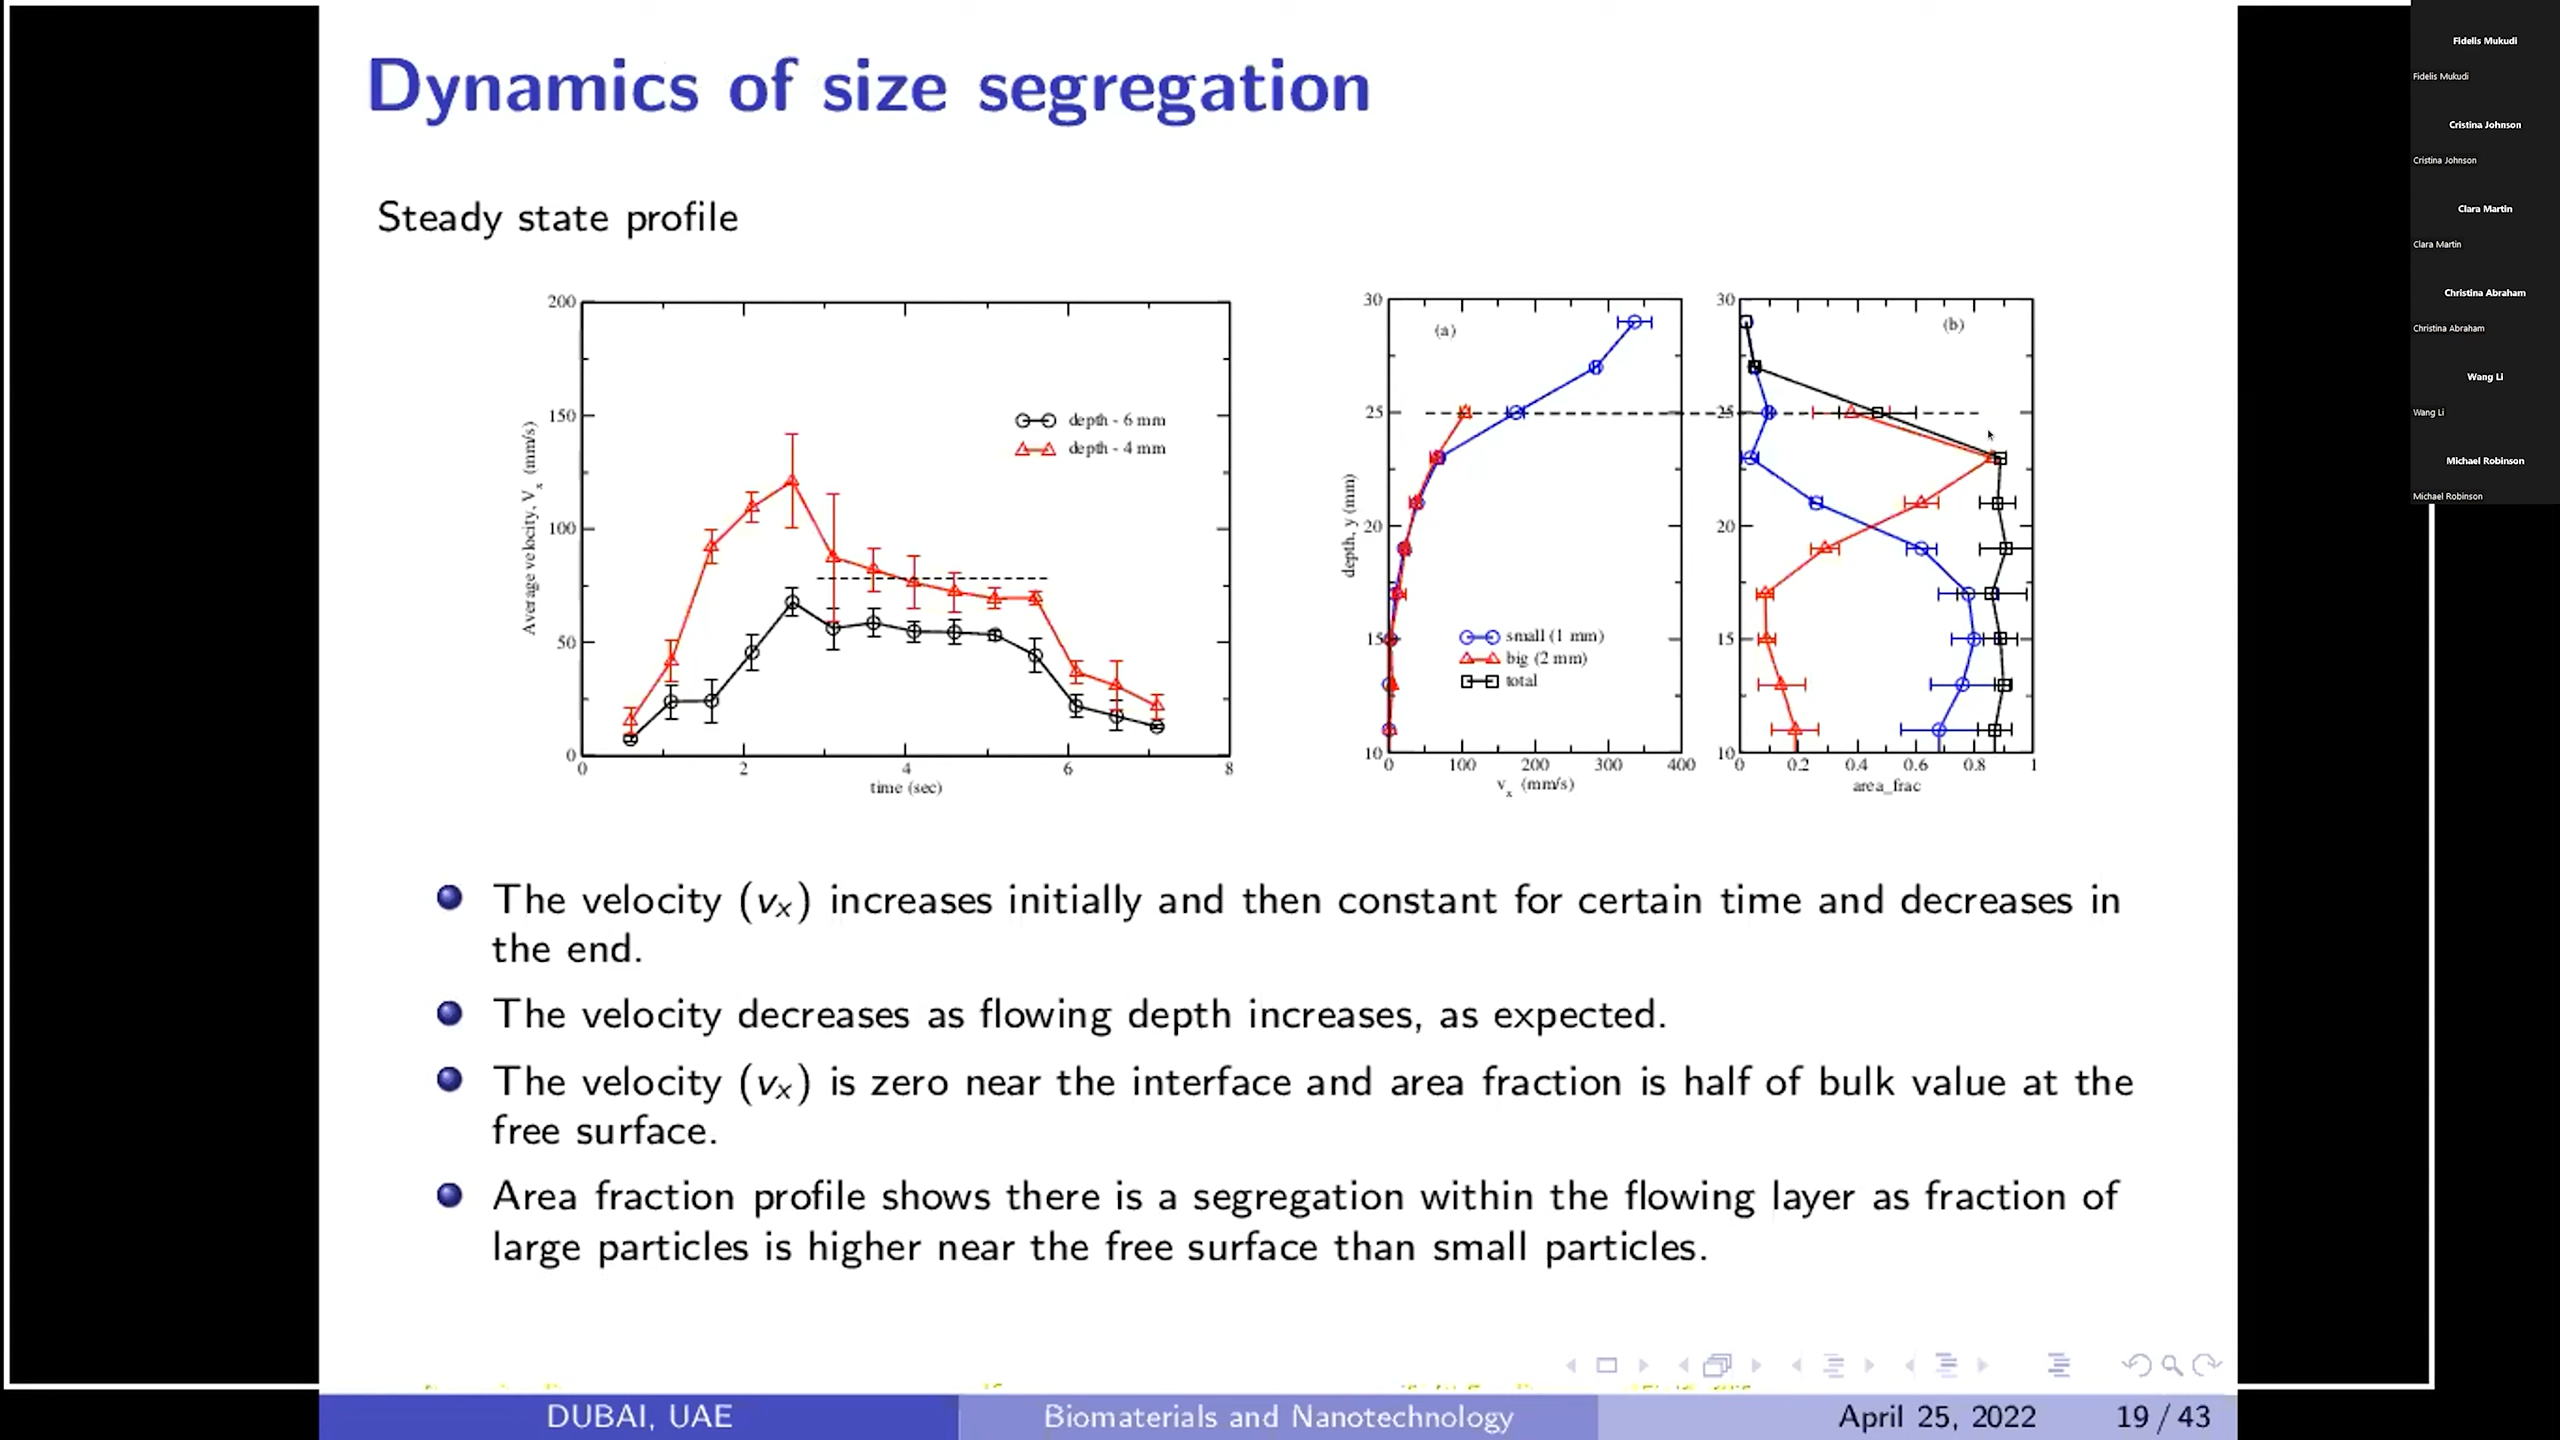 Dynamics of size segregation
Steady state profile
200
150
100
50
0
0 2 4 6 8
Average velocity, Vx (mm/s)
time (sec)
depth - 6 mm
depth - 4 mm
30
25
20
15
10
depth, y (mm)
(a)
small (1 mm)
big (2 mm)
total
0 100 200 300 400
vx (mm/s)
30
25
20
15
10
(b)
0 0.2 0.4 0.6 0.8 1
area_frac
The velocity (vx) increases initially and then constant for certain time and decreases in
the end.
The velocity decreases as flowing depth increases, as expected.
The velocity (vx) is zero near the interface and area fraction is half of bulk value at the
free surface.
Area fraction profile shows there is a segregation within the flowing layer as fraction of
large particles is higher near the free surface than small particles.
DUBAI, UAE
Biomaterials and Nanotechnology
April 25, 2022 19 / 43
Fidelis Mukudi
Fidelis Mukudi
Cristina Johnson
Cristina Johnson
Clara Martin
Clara Martin
Christina Abraham
Christina Abraham
Wang Li
Wang Li
Michael Robinson
Michael Robinson